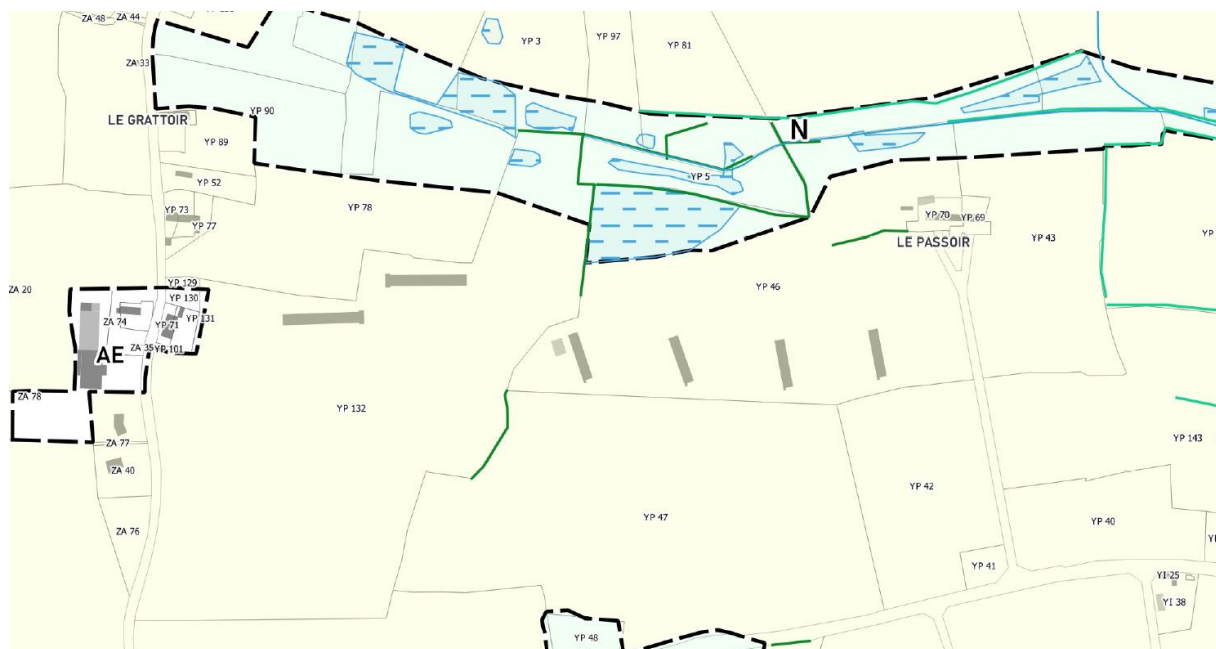 ZA 48
ZA 44
YP 3
YP 97
YP 81
ZA 33
YP 90
LE GRATTOIR
YP 89
N
YP 52
YP 5
YP 73
YP 77
YP 78
YP 70
YP 69
LE PASSOIR
YP 43
YP
ZA 20
YP 129
YP 130
YP 131
ZA 74
YP 71
ZA 35
YP 101
AE
YP 46
ZA 78
YP 132
ZA 77
ZA 40
YP 143
YP 42
YP 47
YP 40
ZA 76
YP 41
YI 25
YI 38
YP 48